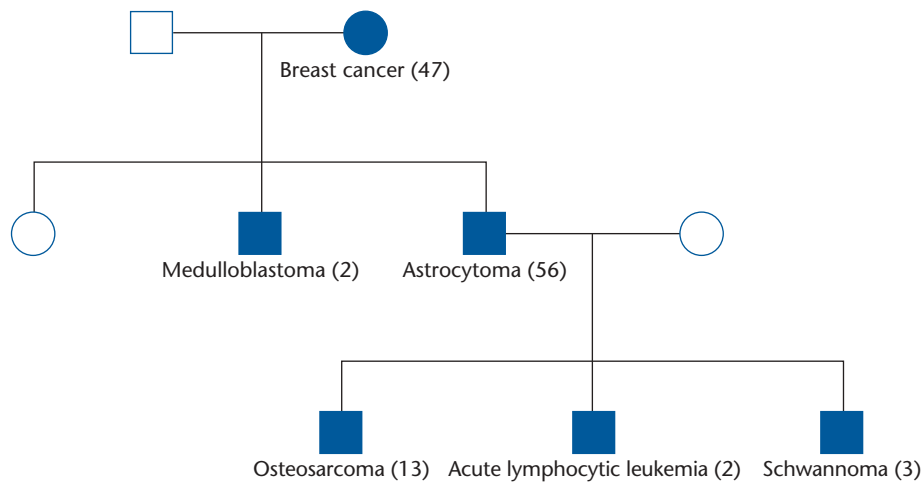 Breast cancer (47)
Medulloblastoma (2)
Astrocytoma (56)
Osteosarcoma (13)
Acute lymphocytic leukemia (2)
Schwannoma (3)